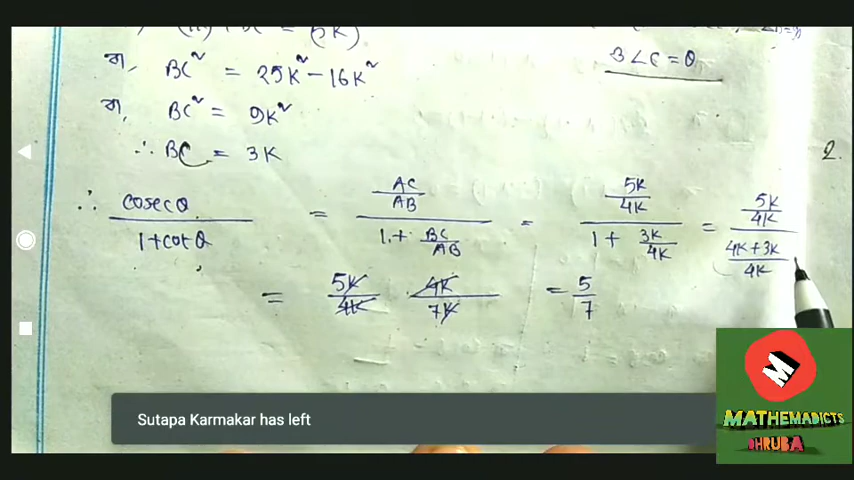 বা, BC² = 25K² – 16K²
B∠C = θ
বা, BC² = 9K²
∴ BC = 3K
2.
∴ cosecθ / 1+cotθ = (AC/AB) / (1 + BC/AB) = (5K/4K) / (1 + 3K/4K) = (5K/4K) / ((4K+3K)/4K)
= 5K/4K · 4K/7K = 5/7
Sutapa Karmakar has left
M
MATHEMADICTS
DHRUBA